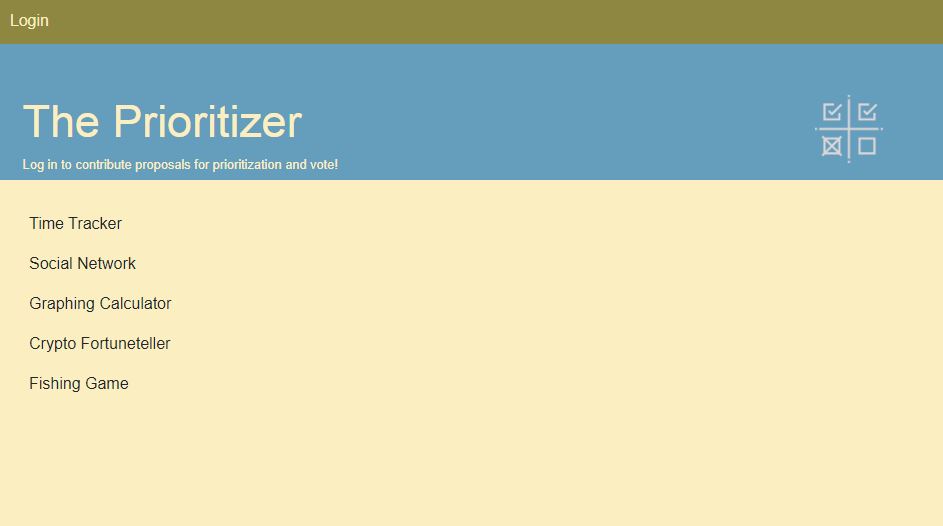 Login
The Prioritizer
Log in to contribute proposals for prioritization and vote!
Time Tracker
Social Network
Graphing Calculator
Crypto Fortuneteller
Fishing Game